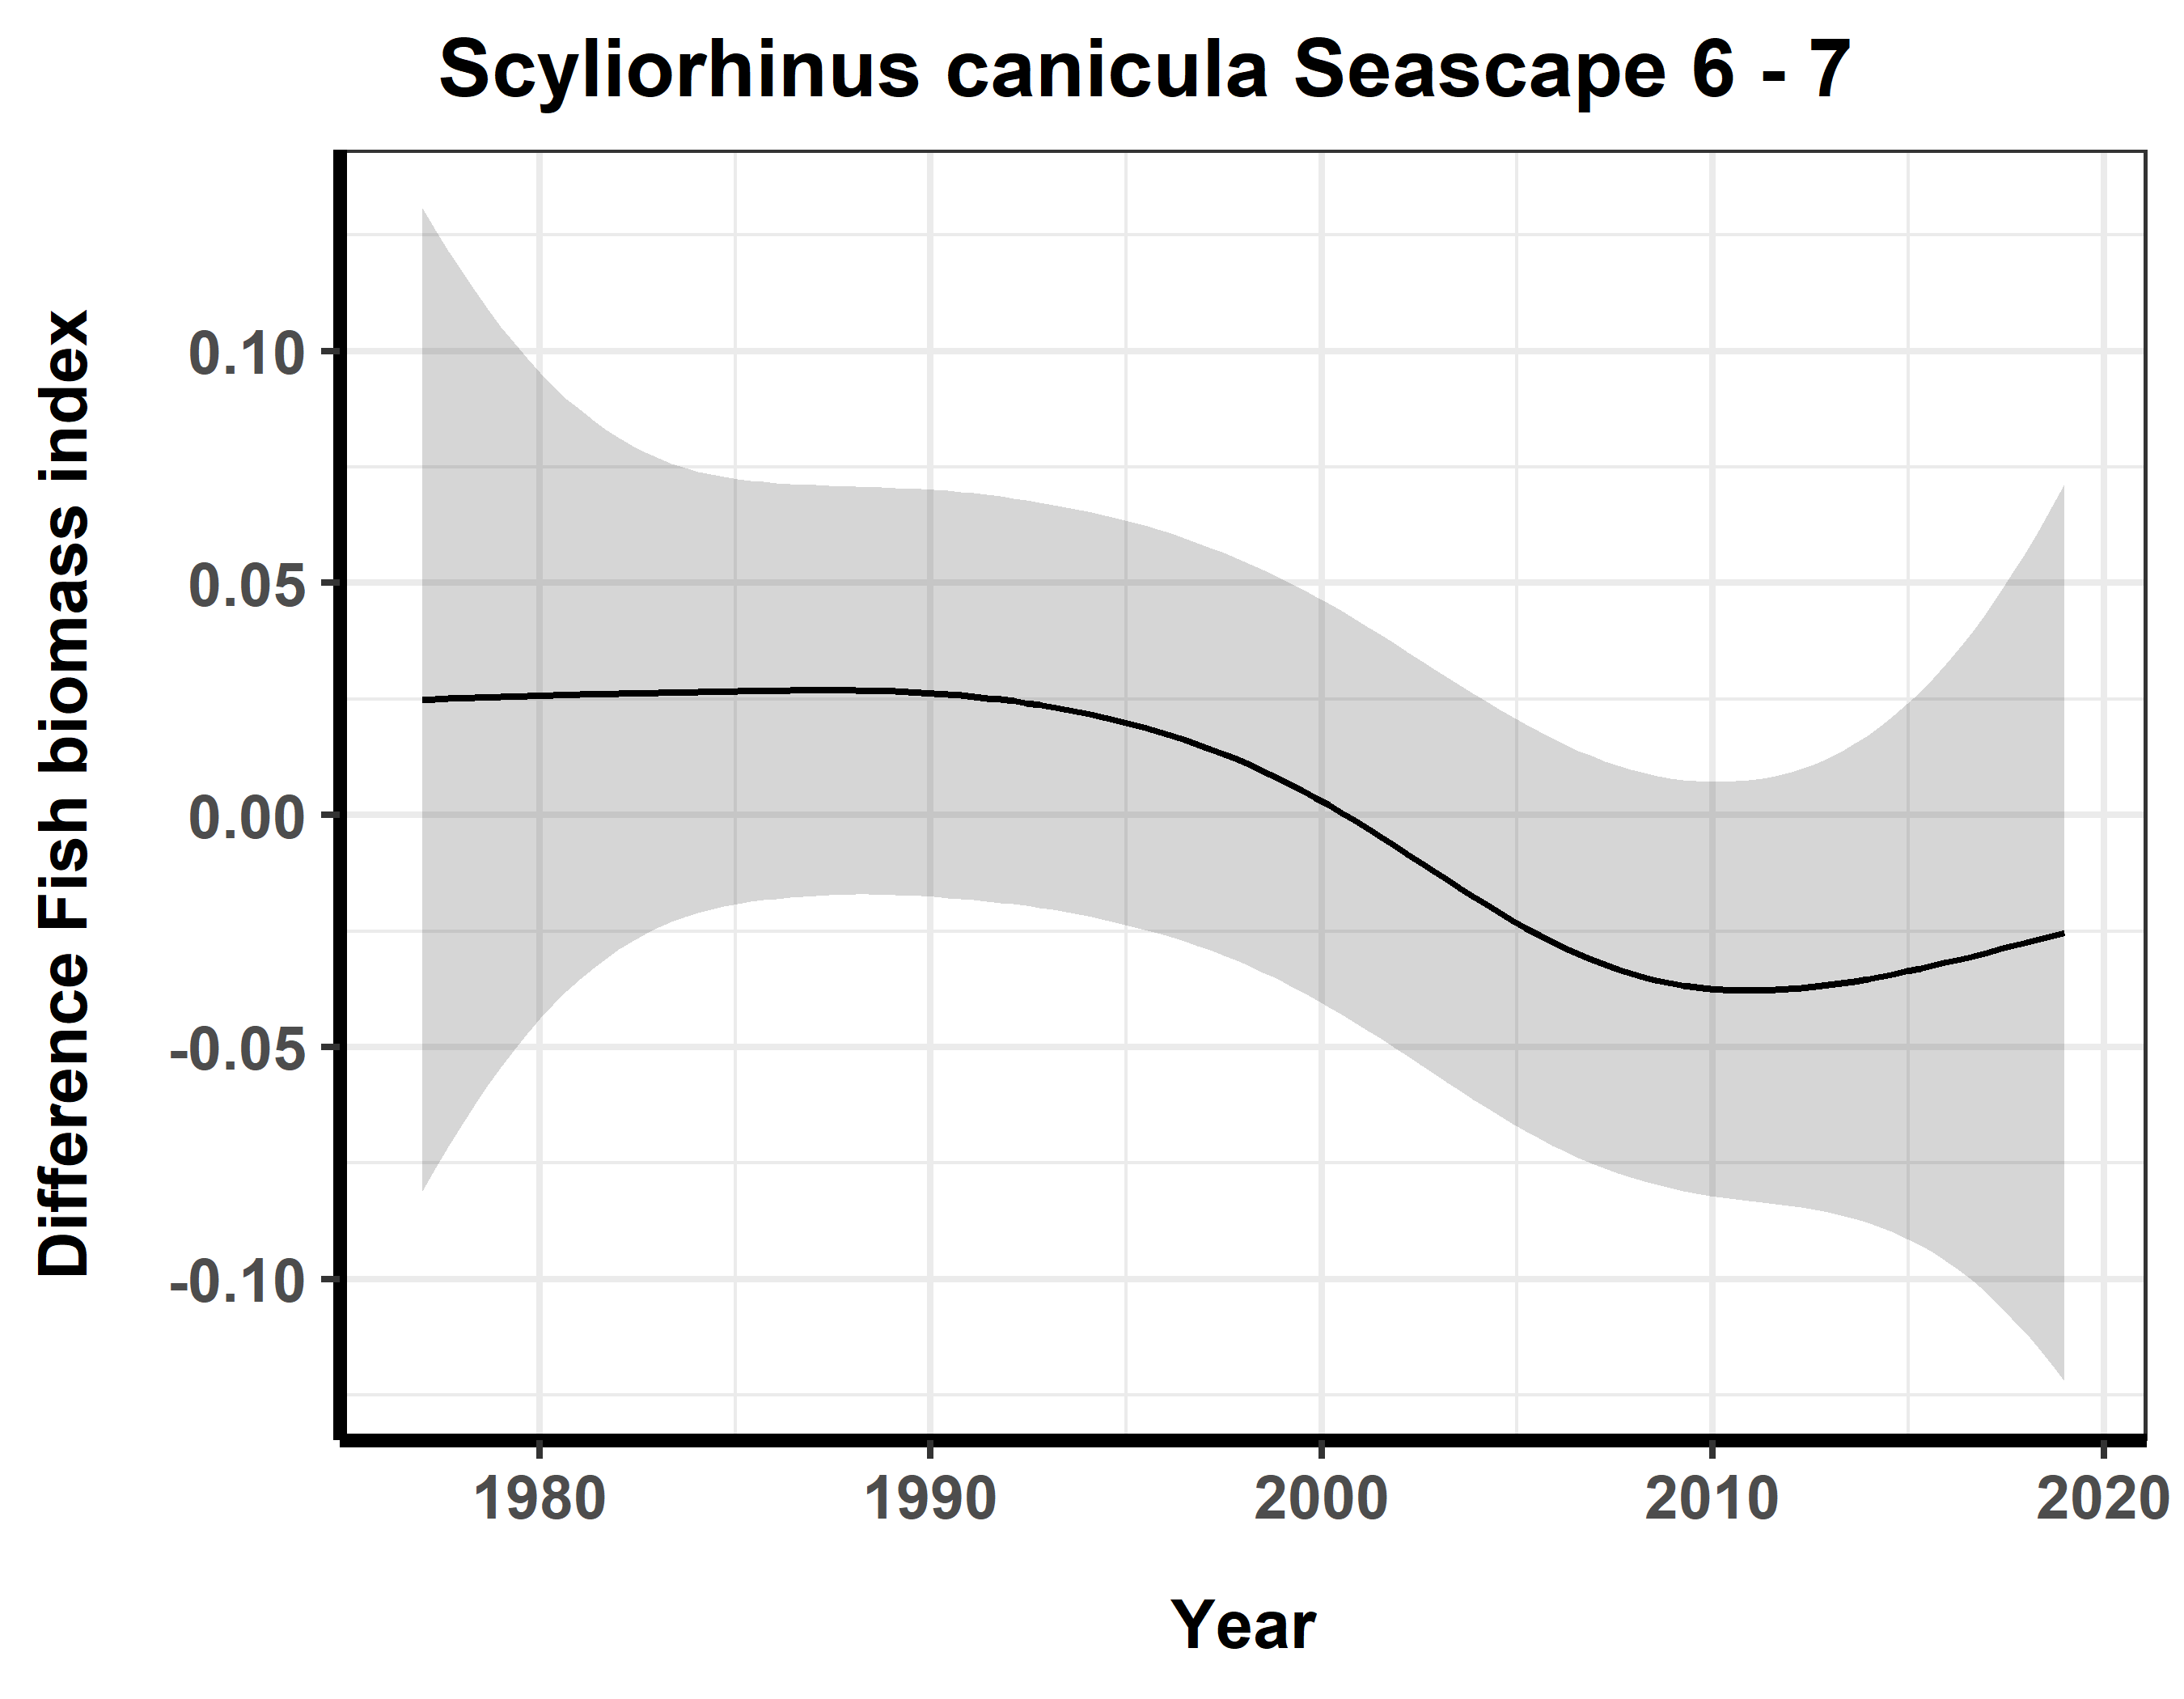 Scyliorhinus canicula Seascape 6 - 7
Difference Fish biomass index
0.10
0.05
0.00
-0.05
-0.10
1980 1990 2000 2010 2020
Year